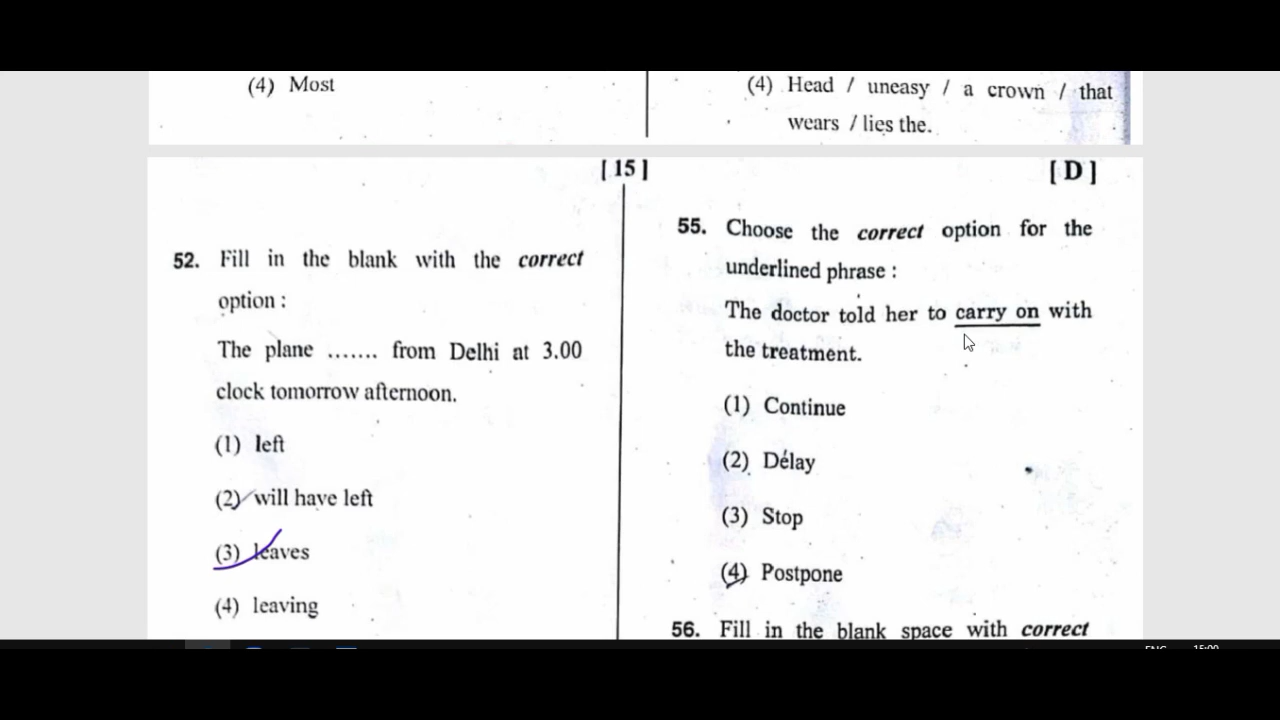 (4) Most
(4) Head / uneasy / a crown / that
wears / lies the.
[ 15 ]
[ D ]
52. Fill in the blank with the correct
option :
The plane ....... from Delhi at 3.00
clock tomorrow afternoon.
(1) left
(2) will have left
(3) leaves
(4) leaving
55. Choose the correct option for the
underlined phrase :
The doctor told her to carry on with
the treatment.
(1) Continue
(2) Delay
(3) Stop
(4) Postpone
56. Fill in the blank space with correct